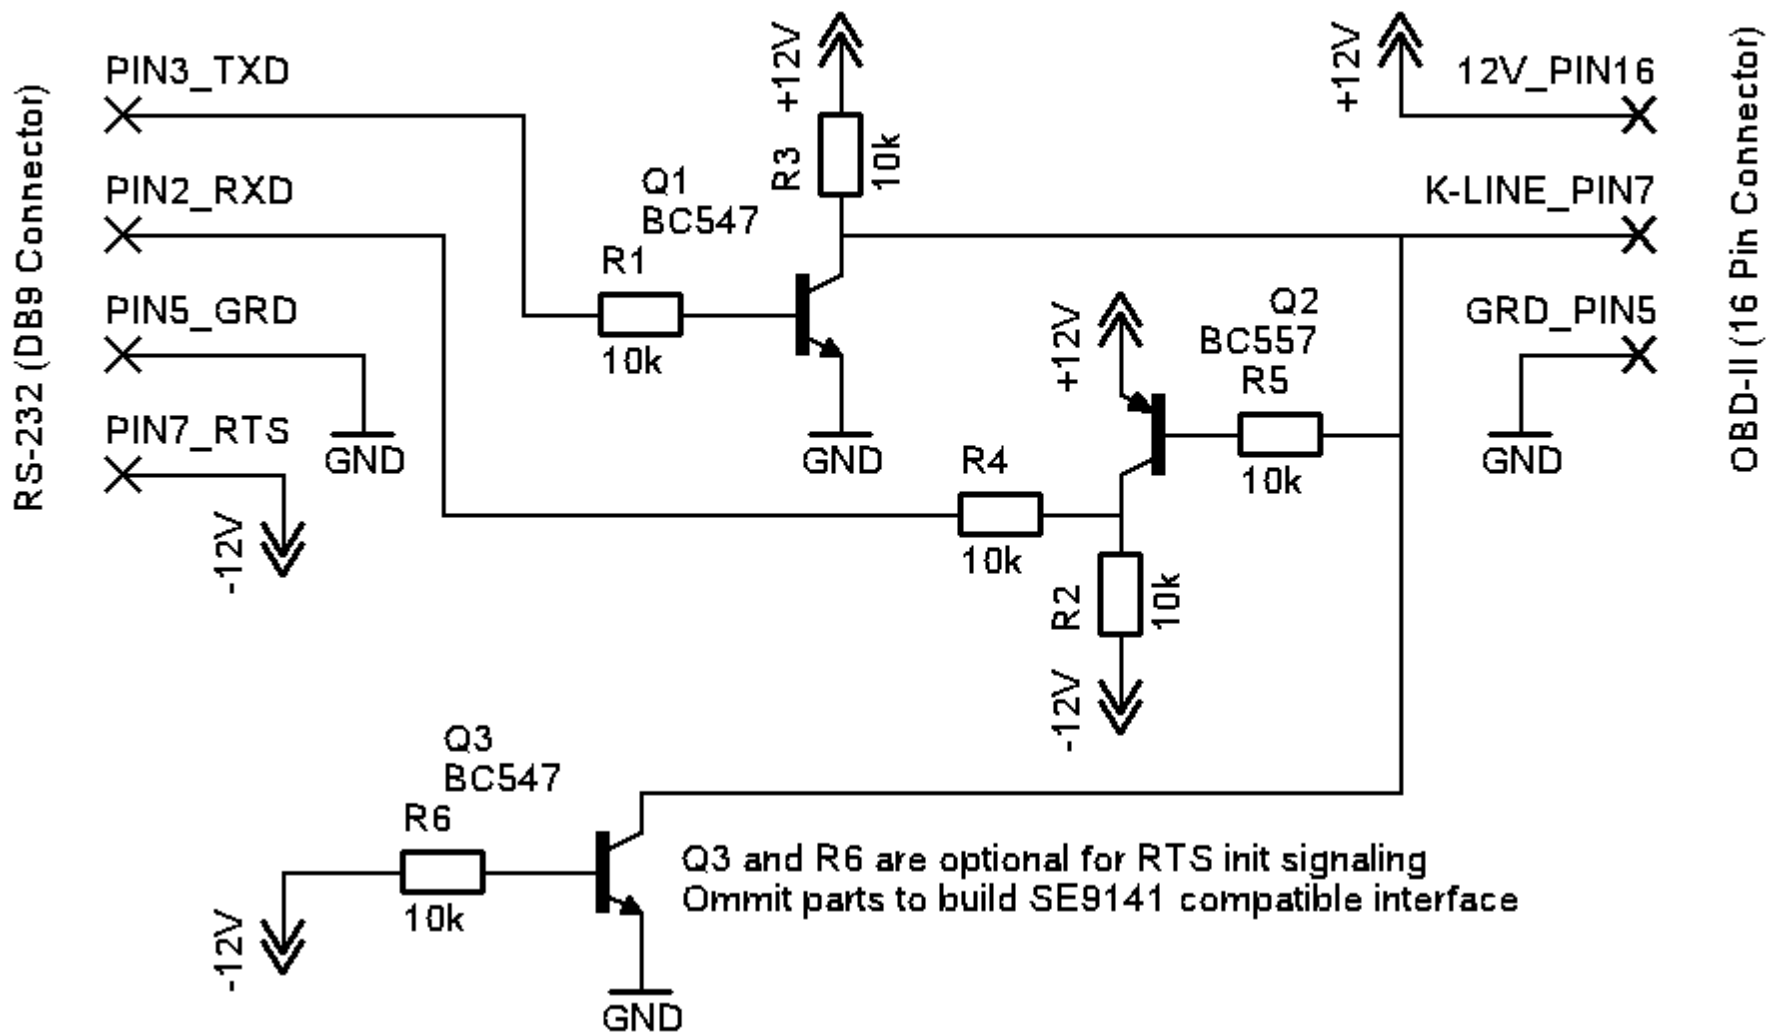 RS-232 (DB9 Connector)
PIN3_TXD
PIN2_RXD
PIN5_GRD
PIN7_RTS
GND
-12V
+12V
R3
10k
Q1
BC547
R1
10k
GND
+12V
12V_PIN16
K-LINE_PIN7
GRD_PIN5
GND
OBD-II (16 Pin Connector)
+12V
Q2
BC557
R5
10k
R4
10k
R2
10k
-12V
Q3
BC547
R6
10k
-12V
GND
Q3 and R6 are optional for RTS init signaling
Ommit parts to build SE9141 compatible interface